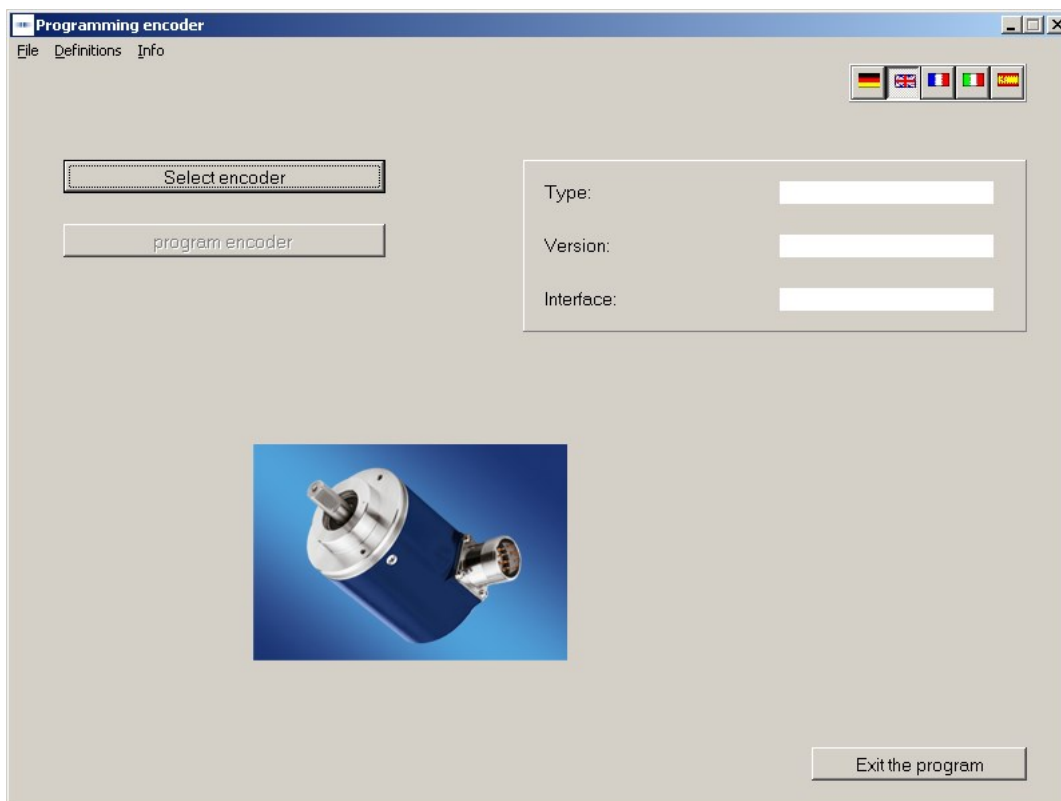 Programming encoder
File Definitions Info
Select encoder
program encoder
Type:
Version:
Interface:
Exit the program